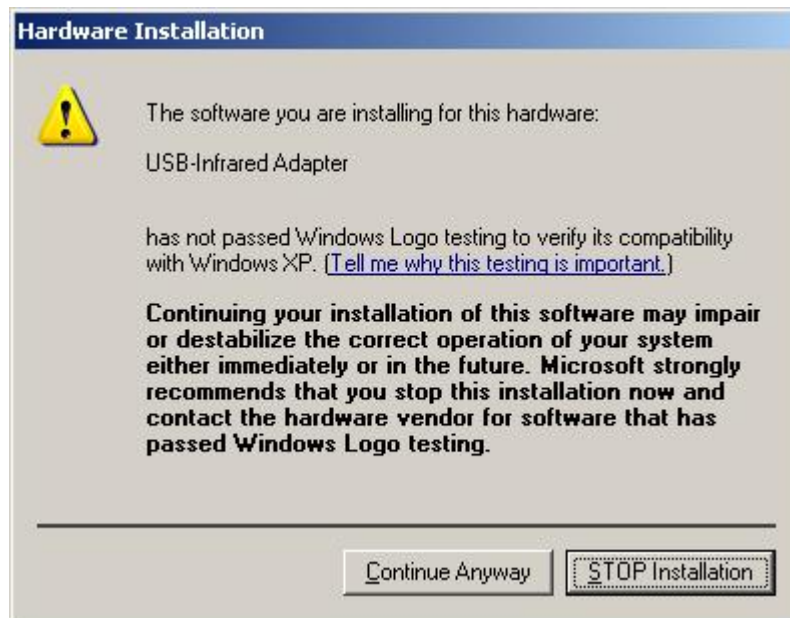 Hardware Installation
The software you are installing for this hardware:
USB-Infrared Adapter
has not passed Windows Logo testing to verify its compatibility
with Windows XP. (Tell me why this testing is important.)
Continuing your installation of this software may impair
or destabilize the correct operation of your system
either immediately or in the future. Microsoft strongly
recommends that you stop this installation now and
contact the hardware vendor for software that has
passed Windows Logo testing.
Continue Anyway
STOP Installation